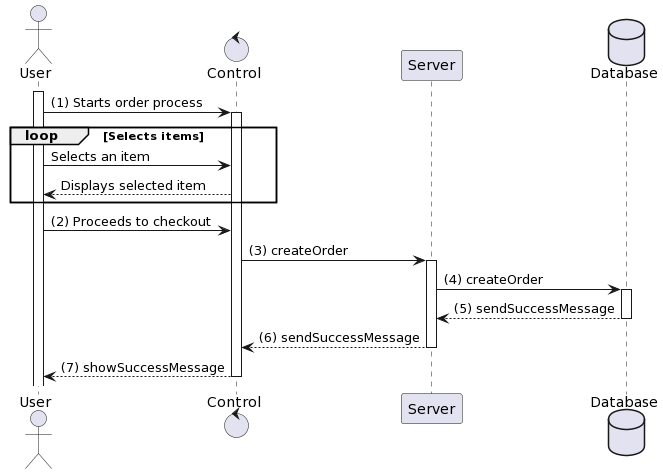 User
Control
Server
Database
(1) Starts order process
loop
[Selects items]
Selects an item
Displays selected item
(2) Proceeds to checkout
(3) createOrder
(4) createOrder
(5) sendSuccessMessage
(6) sendSuccessMessage
(7) showSuccessMessage
User
Control
Server
Database